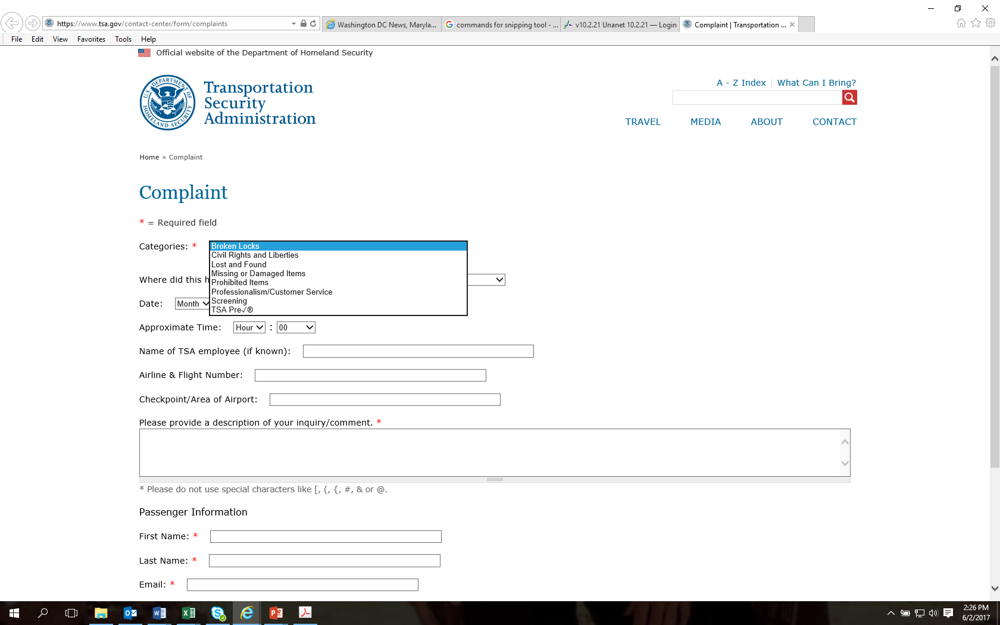 https://www.tsa.gov/contact-center/form/complaints
Washington DC News, Maryla...
commands for snipping tool - ...
v10.2.21 Unanet 10.2.21 — Login
Complaint | Transportation ...
File Edit View Favorites Tools Help
Official website of the Department of Homeland Security
U.S. DEPARTMENT OF HOMELAND SECURITY
Transportation
Security
Administration
A - Z Index | What Can I Bring?
TRAVEL MEDIA ABOUT CONTACT
Home » Complaint
Complaint
* = Required field
Categories: *
Broken Locks
Civil Rights and Liberties
Lost and Found
Missing or Damaged Items
Prohibited Items
Professionalism/Customer Service
Screening
TSA Pre✓®
Where did this h
Date: Month
Approximate Time: Hour : 00
Name of TSA employee (if known):
Airline & Flight Number:
Checkpoint/Area of Airport:
Please provide a description of your inquiry/comment. *
* Please do not use special characters like [, (, {, #, & or @.
Passenger Information
First Name: *
Last Name: *
Email: *
2:26 PM
6/2/2017